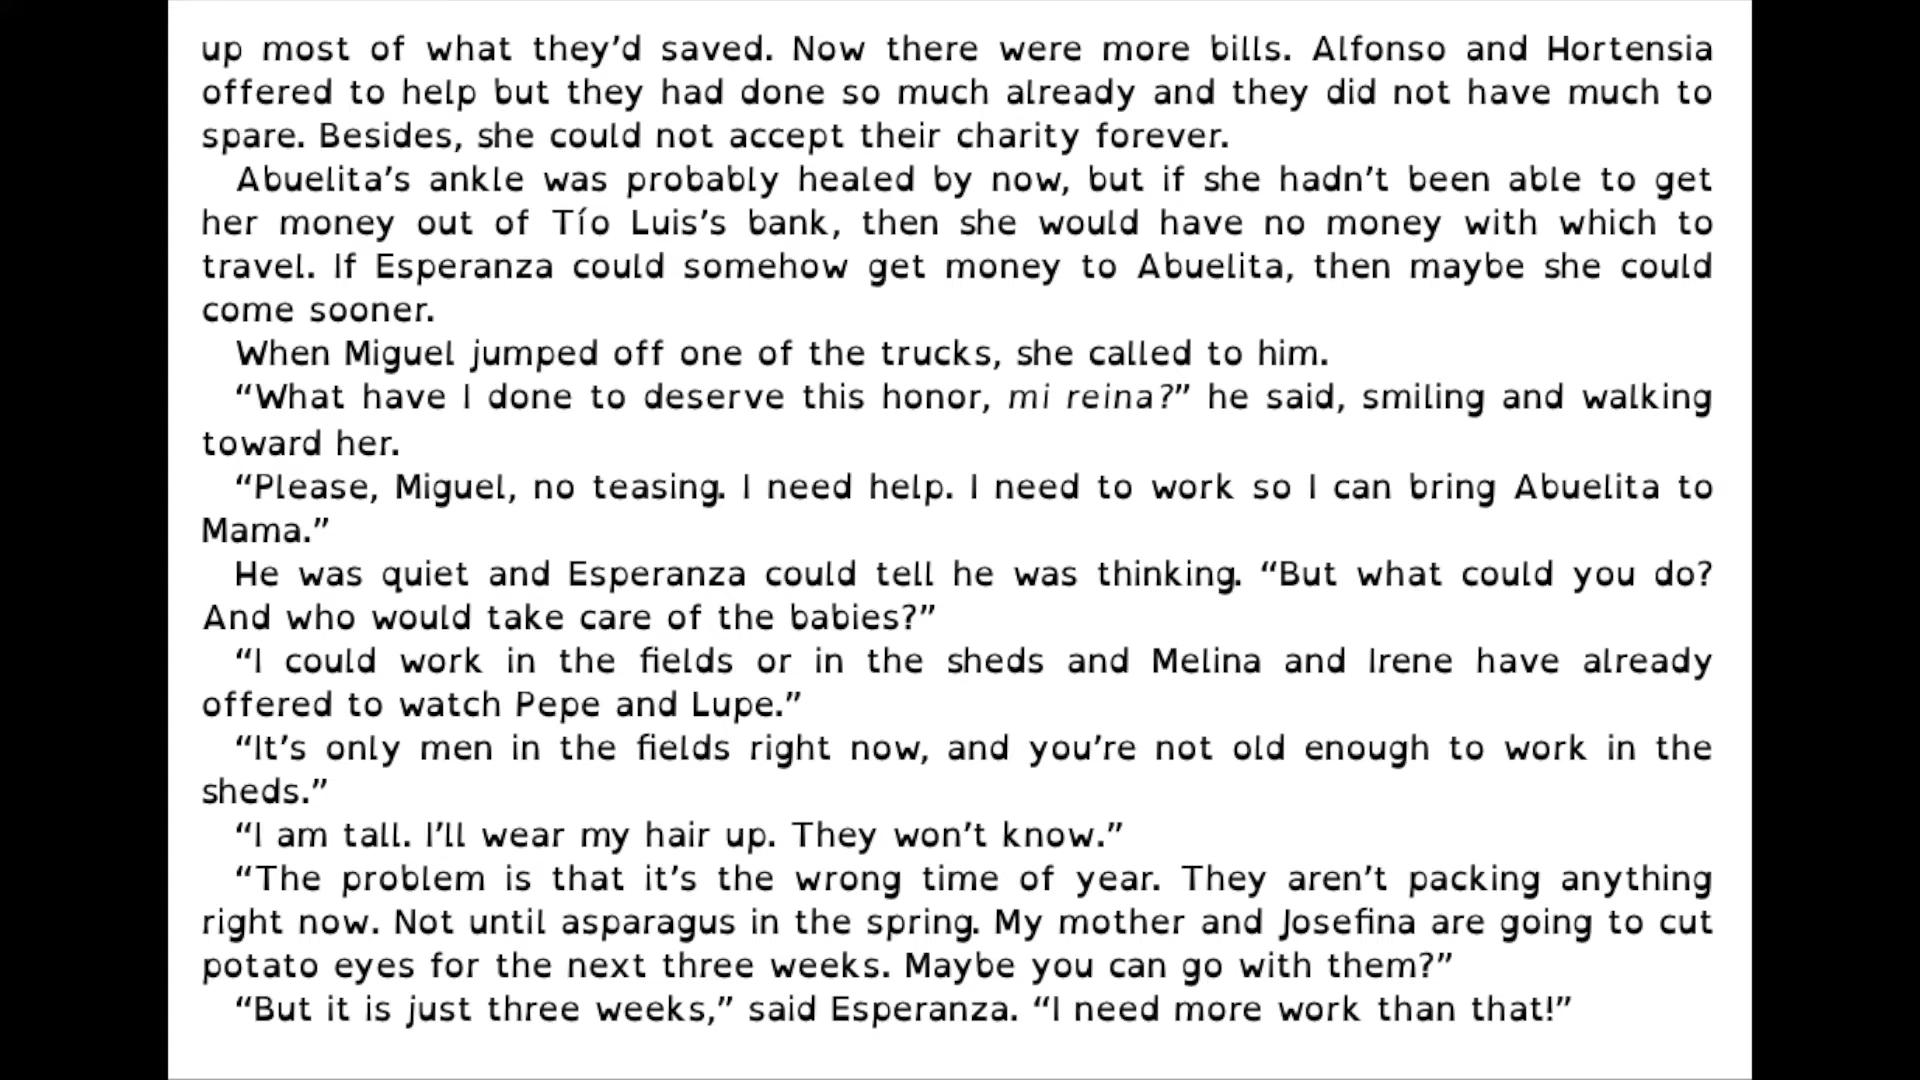 up most of what they’d saved. Now there were more bills. Alfonso and Hortensia
offered to help but they had done so much already and they did not have much to
spare. Besides, she could not accept their charity forever.
Abuelita’s ankle was probably healed by now, but if she hadn’t been able to get
her money out of Tío Luis’s bank, then she would have no money with which to
travel. If Esperanza could somehow get money to Abuelita, then maybe she could
come sooner.
When Miguel jumped off one of the trucks, she called to him.
“What have I done to deserve this honor, mi reina?” he said, smiling and walking
toward her.
“Please, Miguel, no teasing. I need help. I need to work so I can bring Abuelita to
Mama.”
He was quiet and Esperanza could tell he was thinking. “But what could you do?
And who would take care of the babies?”
“I could work in the fields or in the sheds and Melina and Irene have already
offered to watch Pepe and Lupe.”
“It’s only men in the fields right now, and you’re not old enough to work in the
sheds.”
“I am tall. I’ll wear my hair up. They won’t know.”
“The problem is that it’s the wrong time of year. They aren’t packing anything
right now. Not until asparagus in the spring. My mother and Josefina are going to cut
potato eyes for the next three weeks. Maybe you can go with them?”
“But it is just three weeks,” said Esperanza. “I need more work than that!”